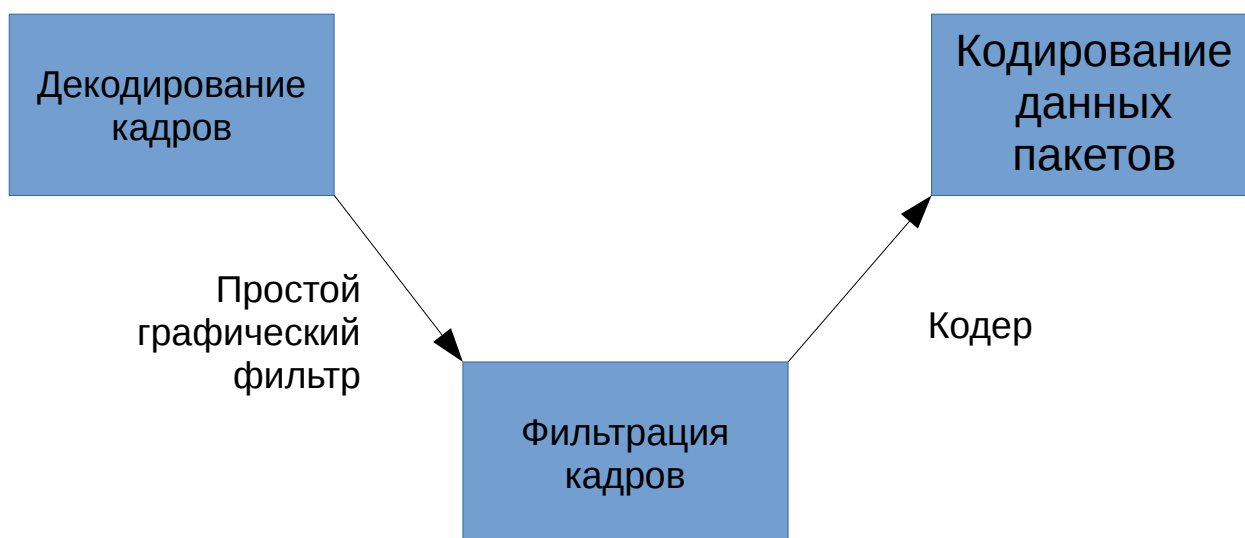 Декодирование
кадров
Кодирование
данных
пакетов
Простой
графический
фильтр
Кодер
Фильтрация
кадров